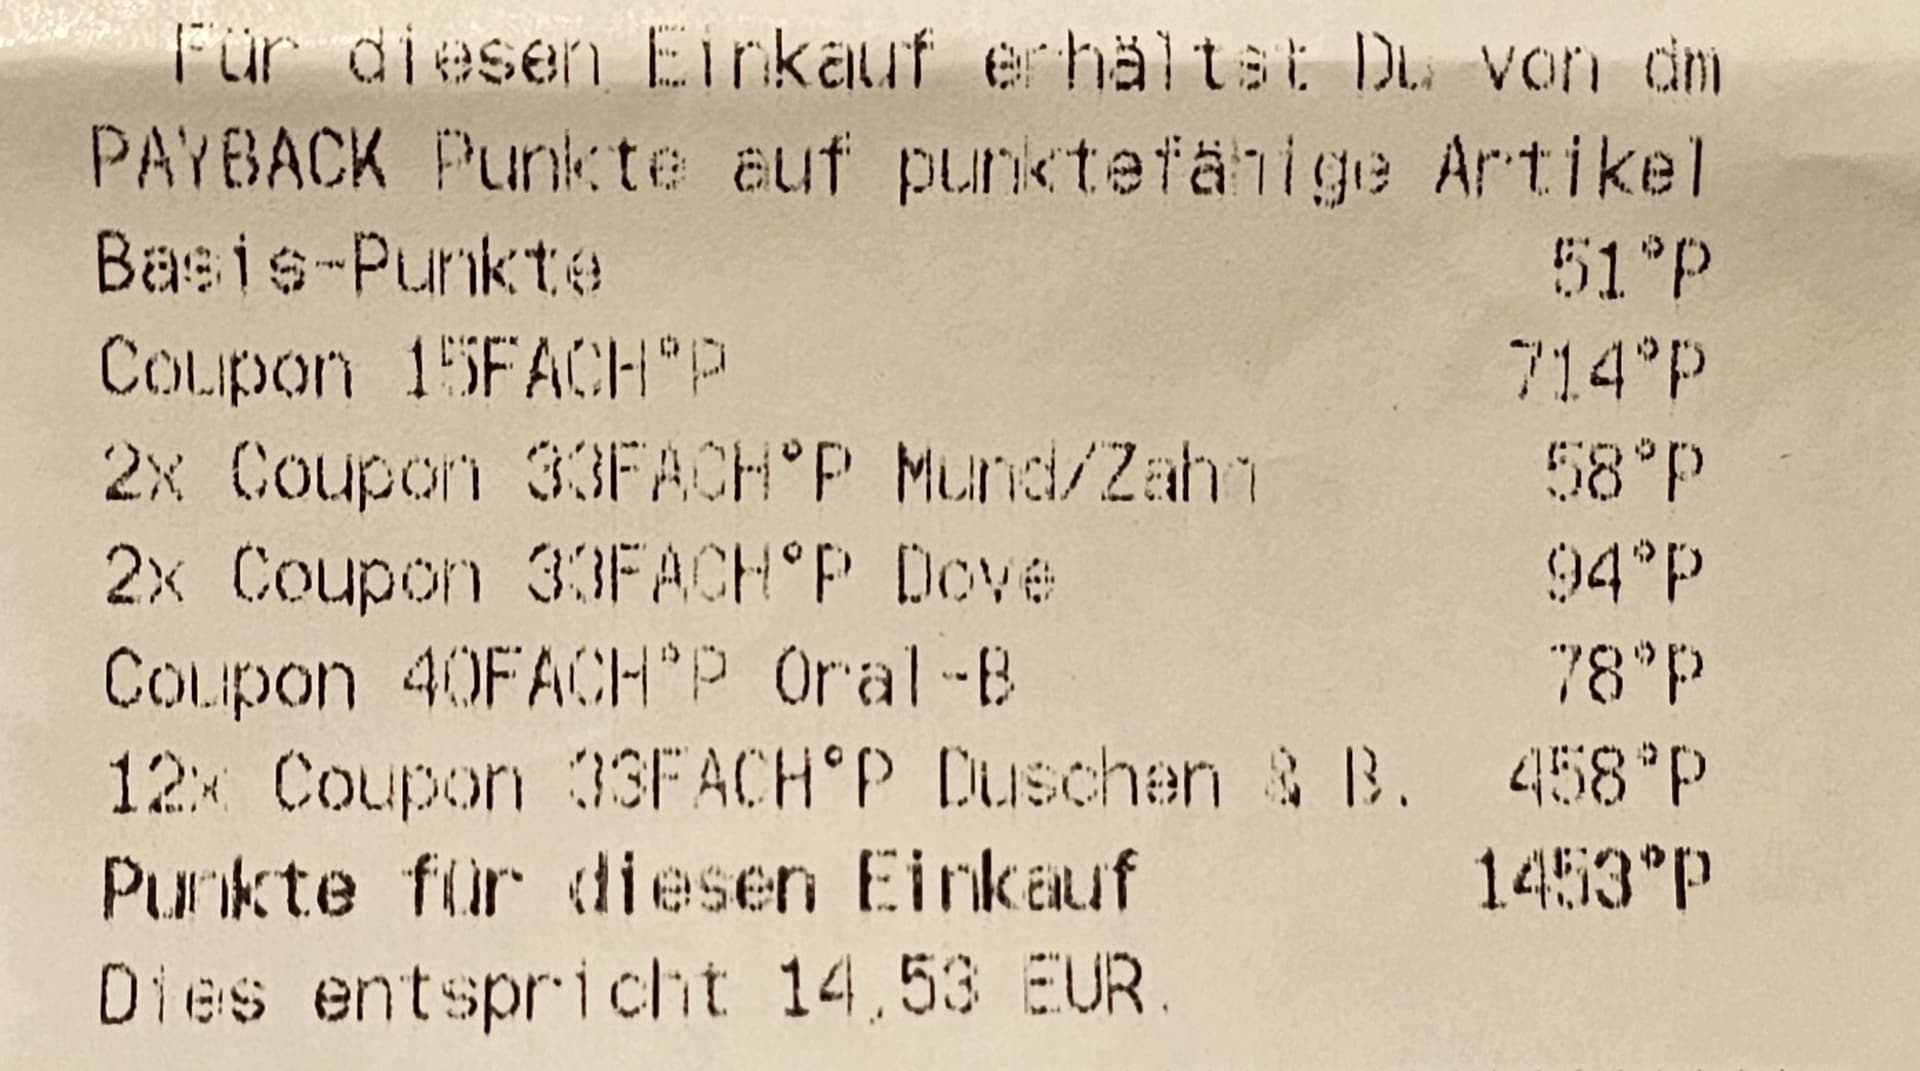 Für diesen Einkauf erhältst Du von dm
PAYBACK Punkte auf punktefähige Artikel
Basis-Punkte 51°P
Coupon 15FACH°P 714°P
2x Coupon 33FACH°P Mund/Zahn 58°P
2x Coupon 33FACH°P Dove 94°P
Coupon 40FACH°P Oral-B 78°P
12x Coupon 33FACH°P Duschen & B. 458°P
Punkte für diesen Einkauf 1453°P
Dies entspricht 14,53 EUR.